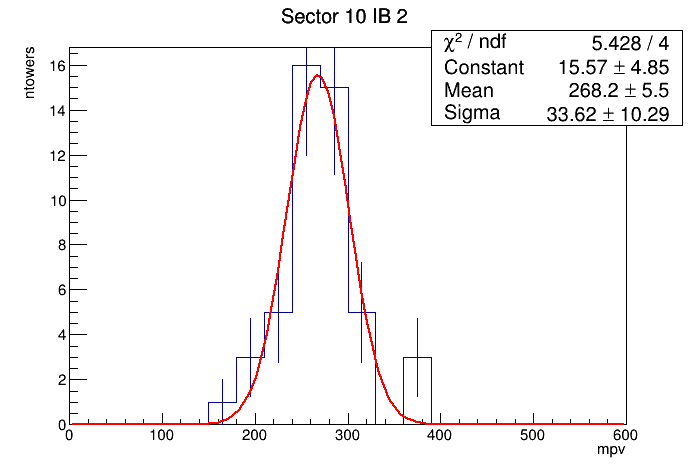 Sector 10 IB 2
χ² / ndf 5.428 / 4
Constant 15.57 ± 4.85
Mean 268.2 ± 5.5
Sigma 33.62 ± 10.29
ntowers
16
14
12
10
8
6
4
2
0
0 100 200 300 400 500 600
mpv